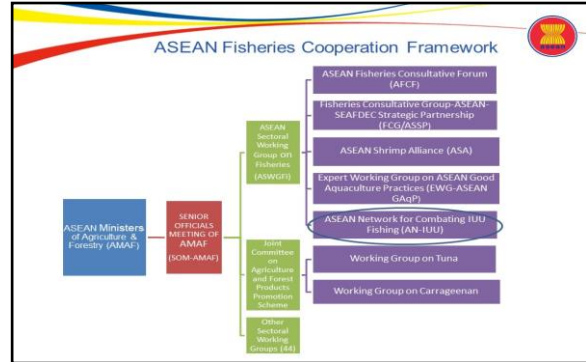 ASEAN Fisheries Cooperation Framework
asean
ASEAN Fisheries Consultative Forum
(AFCF)
Fisheries Consultative Group-ASEAN-
SEAFDEC Strategic Partnership
(FCG/ASSP)
ASEAN Shrimp Alliance (ASA)
Expert Working Group on ASEAN Good
Aquaculture Practices (EWG-ASEAN
GAqP)
ASEAN Network for Combating IUU
Fishing (AN-IUU)
ASEAN
Sectoral
Working
Group on
Fisheries
(ASWGFi)
ASEAN Ministers
of Agriculture &
Forestry (AMAF)
SENIOR
OFFICIALS
MEETING OF
AMAF
(SOM-AMAF)
Joint
Committee
on
Agriculture
and Forest
Products
Promotion
Scheme
Working Group on Tuna
Working Group on Carrageenan
Other
Sectoral
Working
Groups (44)